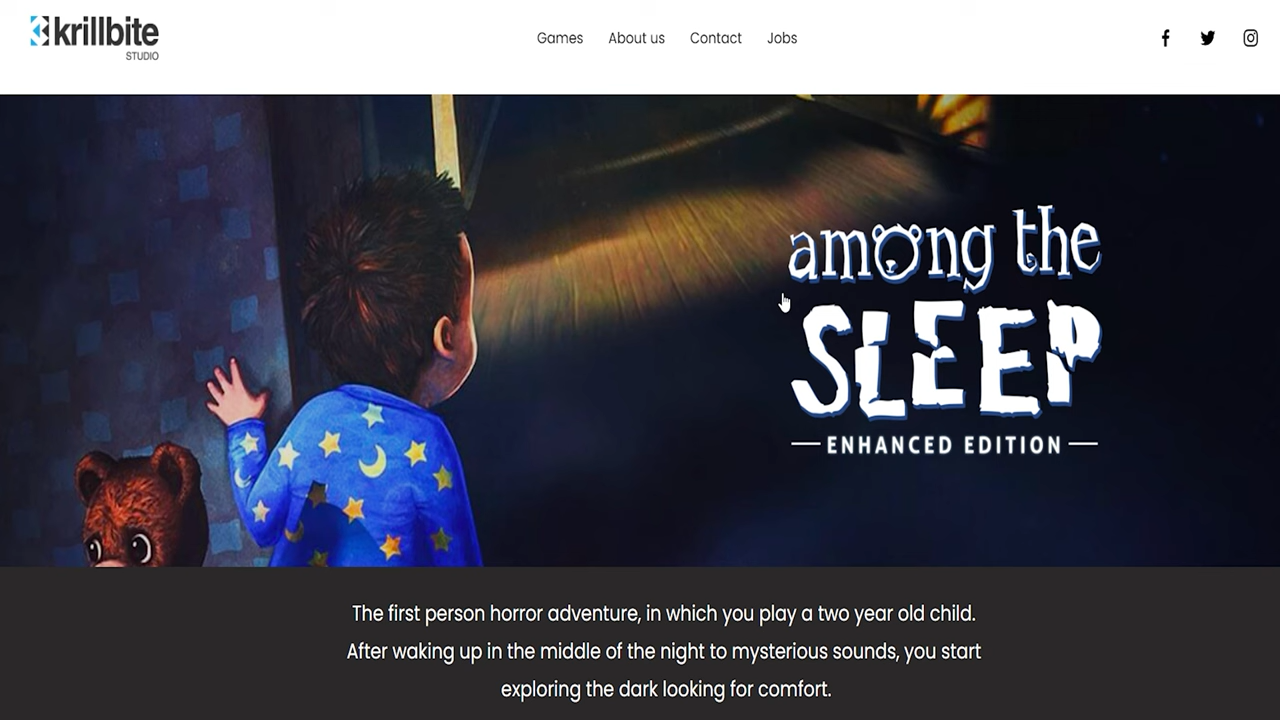 krillbite
STUDIO
Games About us Contact Jobs
among the
SLEEP
ENHANCED EDITION
The first person horror adventure, in which you play a two year old child.
After waking up in the middle of the night to mysterious sounds, you start
exploring the dark looking for comfort.